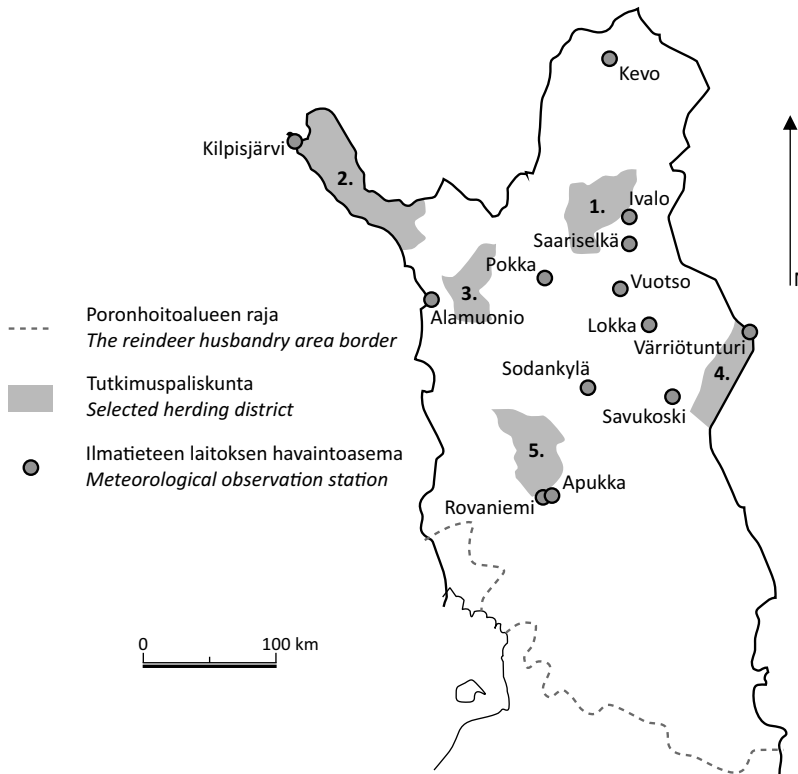 Kevo
Kilpisjärvi
2.
1.
Ivalo
Saariselkä
Pokka
3.
Vuotso
Alamuonio
Lokka
Värriötunturi
4.
Sodankylä
Savukoski
5.
Apukka
Rovaniemi
N
Poronhoitoalueen raja
The reindeer husbandry area border
Tutkimuspaliskunta
Selected herding district
Ilmatieteen laitoksen havaintoasema
Meteorological observation station
0 100 km